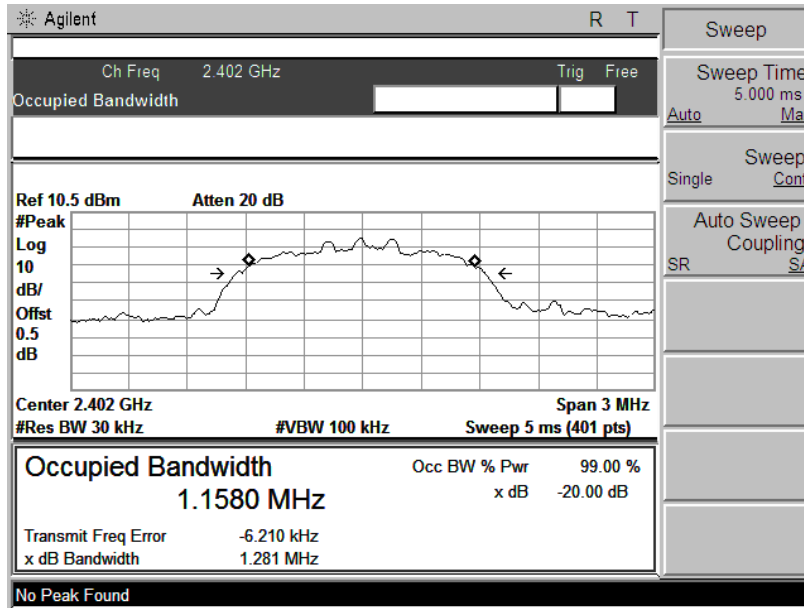 Agilent R T
Ch Freq 2.402 GHz Trig Free
Occupied Bandwidth
Ref 10.5 dBm Atten 20 dB
#Peak
Log
10
dB/
Offst
0.5
dB
Center 2.402 GHz Span 3 MHz
#Res BW 30 kHz #VBW 100 kHz Sweep 5 ms (401 pts)
Occupied Bandwidth Occ BW % Pwr 99.00 %
1.1580 MHz x dB -20.00 dB
Transmit Freq Error -6.210 kHz
x dB Bandwidth 1.281 MHz
No Peak Found
Sweep
Sweep Time
5.000 ms
Auto Ma
Sweep
Single Cont
Auto Sweep
Coupling
SR SA